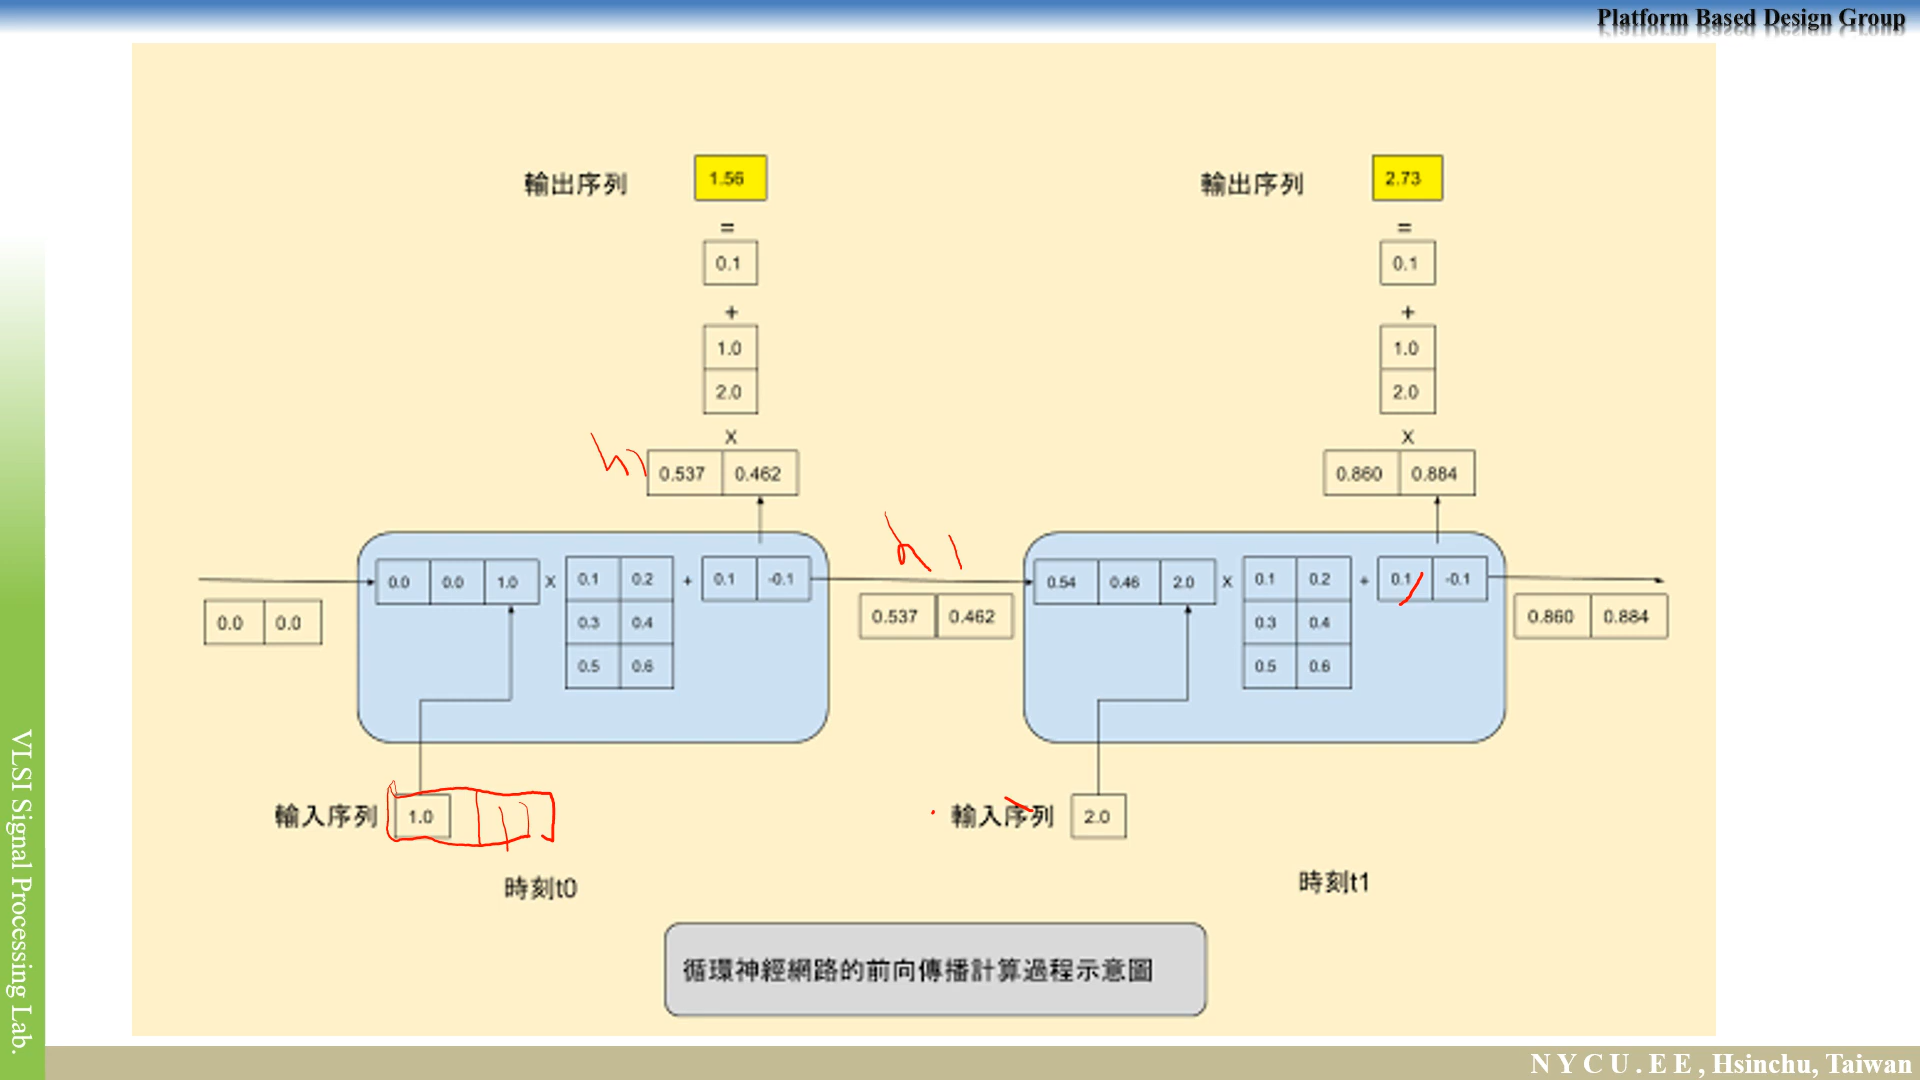 Platform Based Design Group
輸出序列 1.56
=
0.1
+
1.0
2.0
X
h1 0.537 0.462
0.0 0.0 1.0 X 0.1 0.2 + 0.1 -0.1
0.3 0.4
0.5 0.6
0.0 0.0
輸入序列 1.0
時刻t0
h1
0.537 0.462
輸出序列 2.73
=
0.1
+
1.0
2.0
X
0.860 0.884
0.54 0.46 2.0 X 0.1 0.2 + 0.1 -0.1
0.3 0.4
0.5 0.6
0.860 0.884
輸入序列 2.0
時刻t1
循環神經網路的前向傳播計算過程示意圖
VLSI Signal Processing Lab.
N Y C U . E E , Hsinchu, Taiwan